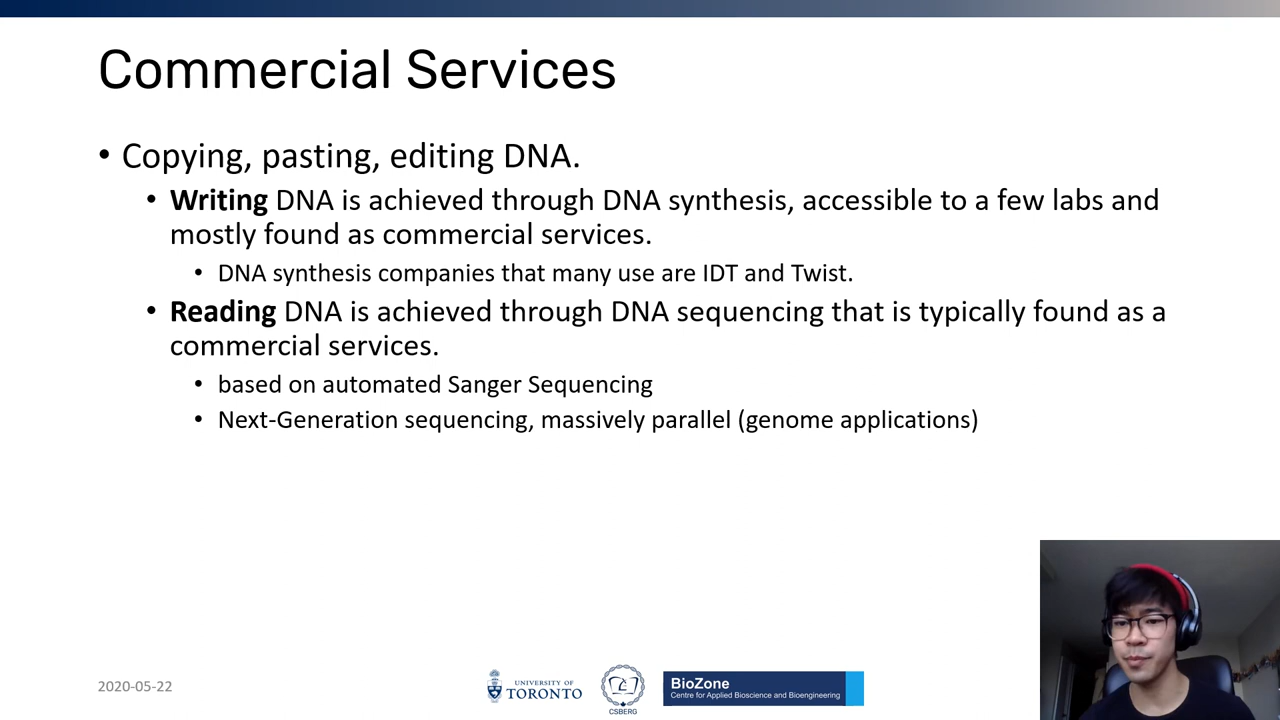 Commercial Services
• Copying, pasting, editing DNA.
• Writing DNA is achieved through DNA synthesis, accessible to a few labs and
mostly found as commercial services.
• DNA synthesis companies that many use are IDT and Twist.
• Reading DNA is achieved through DNA sequencing that is typically found as a
commercial services.
• based on automated Sanger Sequencing
• Next-Generation sequencing, massively parallel (genome applications)
2020-05-22
UNIVERSITY OF
TORONTO
CSBERG
BioZone
Centre for Applied Bioscience and Bioengineering